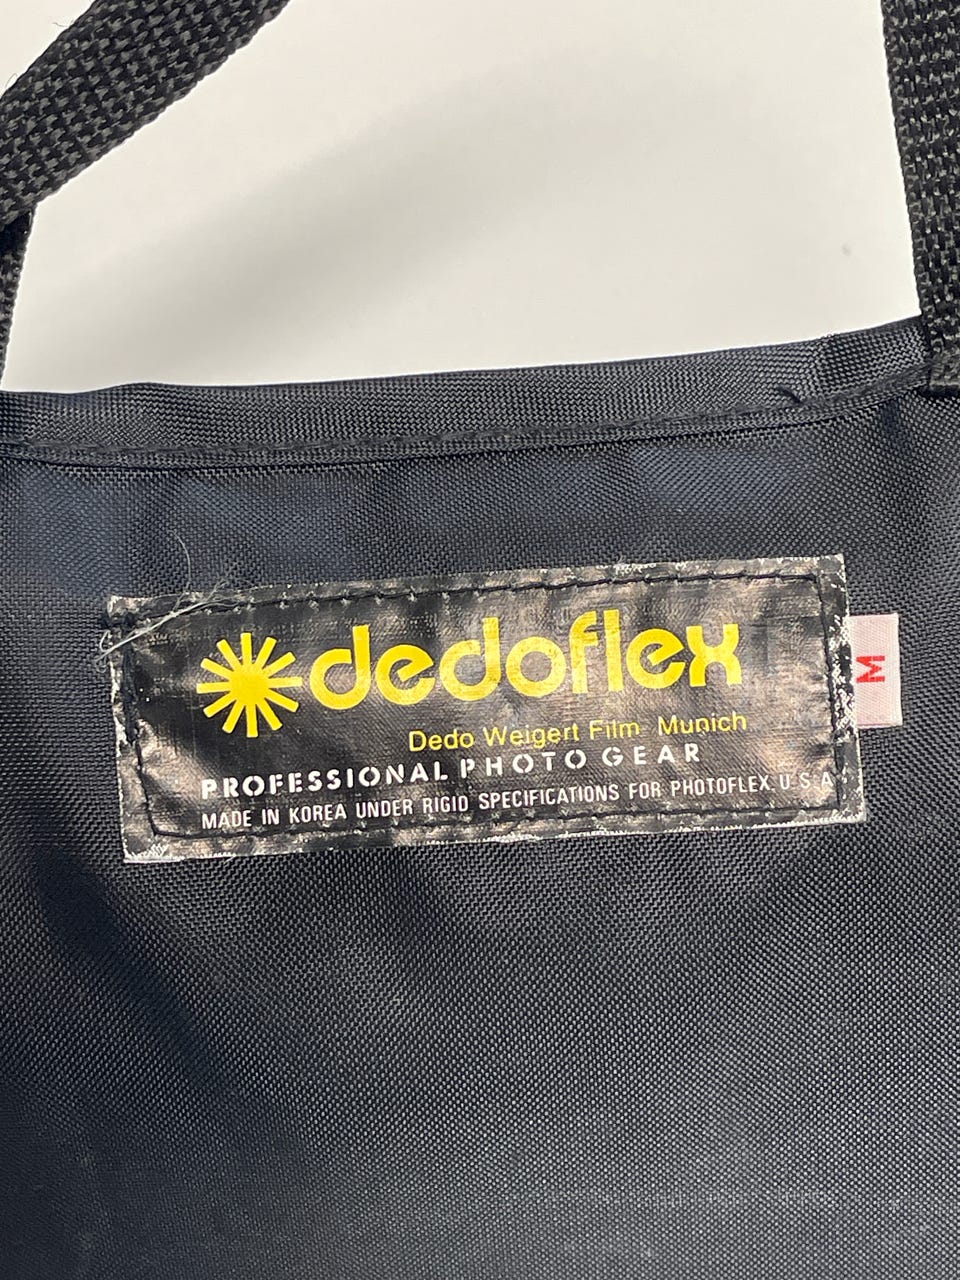 dedoflex
Dedo Weigert Film Munich
PROFESSIONAL PHOTO GEAR
MADE IN KOREA UNDER RIGID SPECIFICATIONS FOR PHOTOFLEX. U.S.A.
M